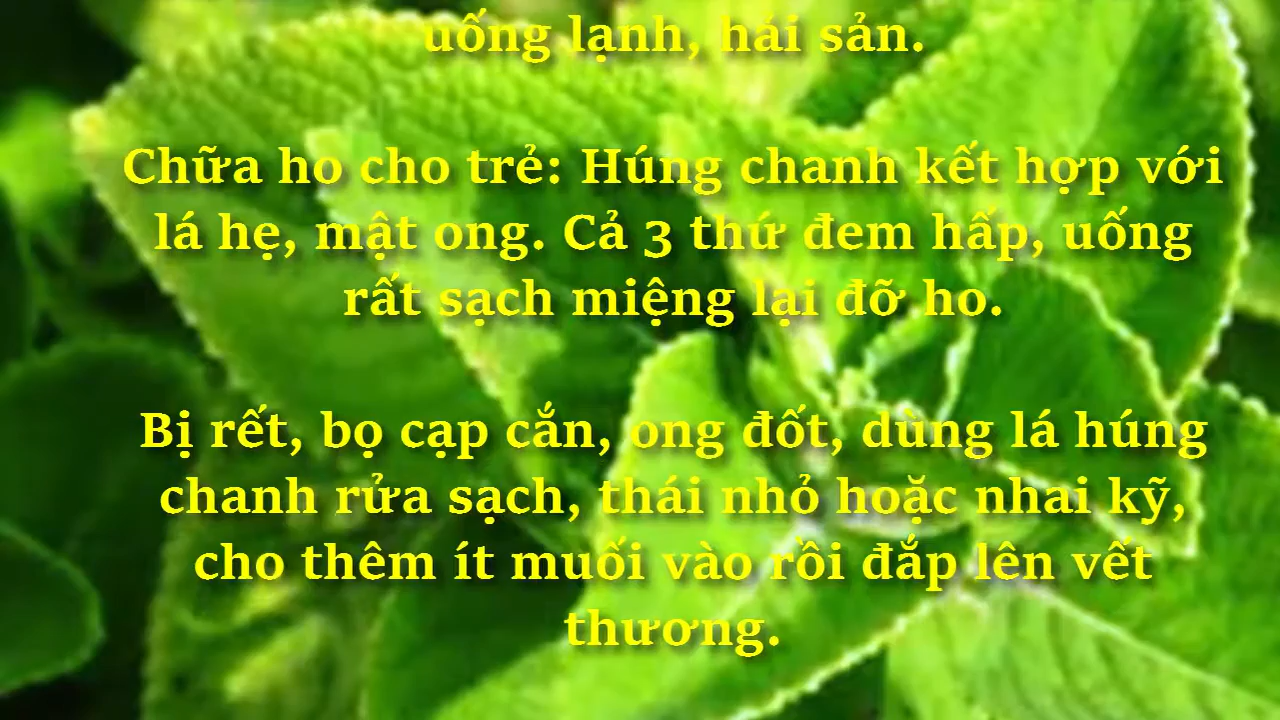 uống lạnh, hái sản.
Chữa ho cho trẻ: Húng chanh kết hợp với
lá hẹ, mật ong. Cả 3 thứ đem hấp, uống
rất sạch miệng lại đỡ ho.
Bị rết, bọ cạp cắn, ong đốt, dùng lá húng
chanh rửa sạch, thái nhỏ hoặc nhai kỹ,
cho thêm ít muối vào rồi đắp lên vết
thương.